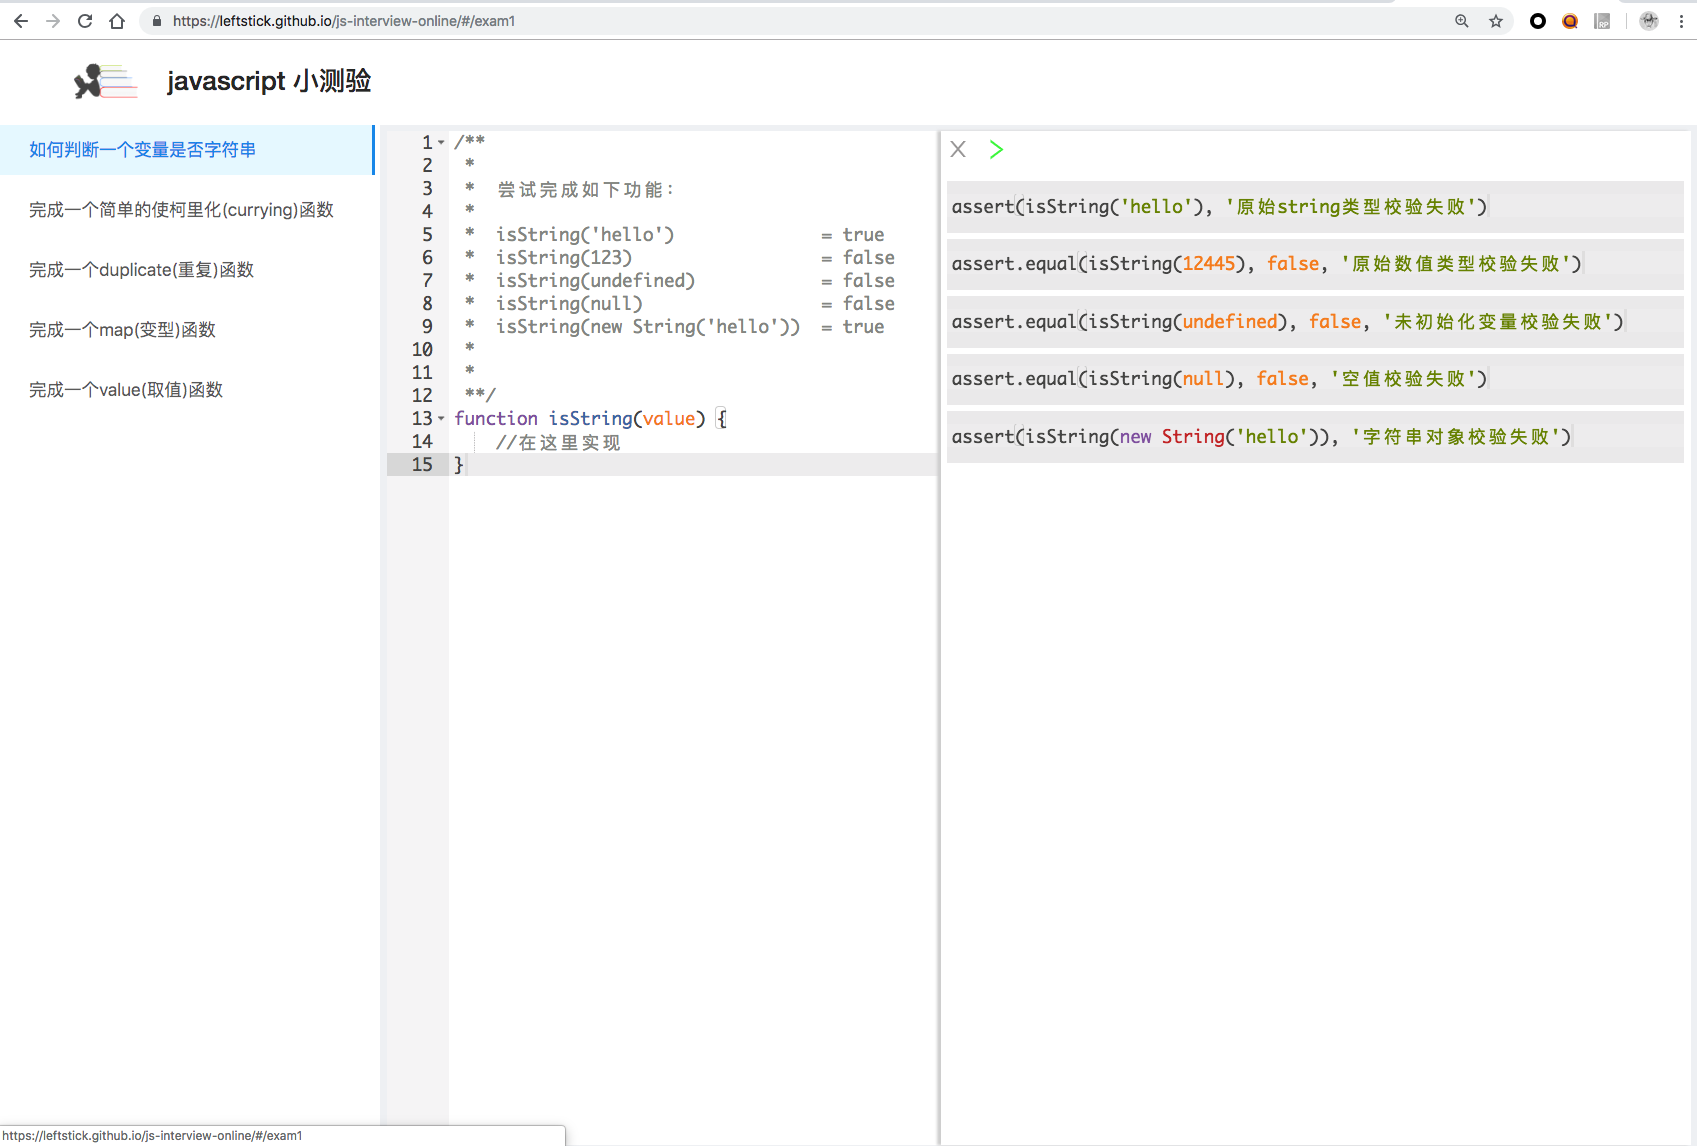 https://leftstick.github.io/js-interview-online/#/exam1
javascript 小测验
如何判断一个变量是否字符串
完成一个简单的使柯里化(currying)函数
完成一个duplicate(重复)函数
完成一个map(变型)函数
完成一个value(取值)函数
1 /**
2  *
3  *  尝试完成如下功能：
4  *
5  *  isString('hello')              = true
6  *  isString(123)                  = false
7  *  isString(undefined)            = false
8  *  isString(null)                 = false
9  *  isString(new String('hello'))  = true
10  *
11  *
12  **/
13 function isString(value) {
14     //在这里实现
15 }
X >
assert(isString('hello'), '原始string类型校验失败')
assert.equal(isString(12445), false, '原始数值类型校验失败')
assert.equal(isString(undefined), false, '未初始化变量校验失败')
assert.equal(isString(null), false, '空值校验失败')
assert(isString(new String('hello')), '字符串对象校验失败')
https://leftstick.github.io/js-interview-online/#/exam1